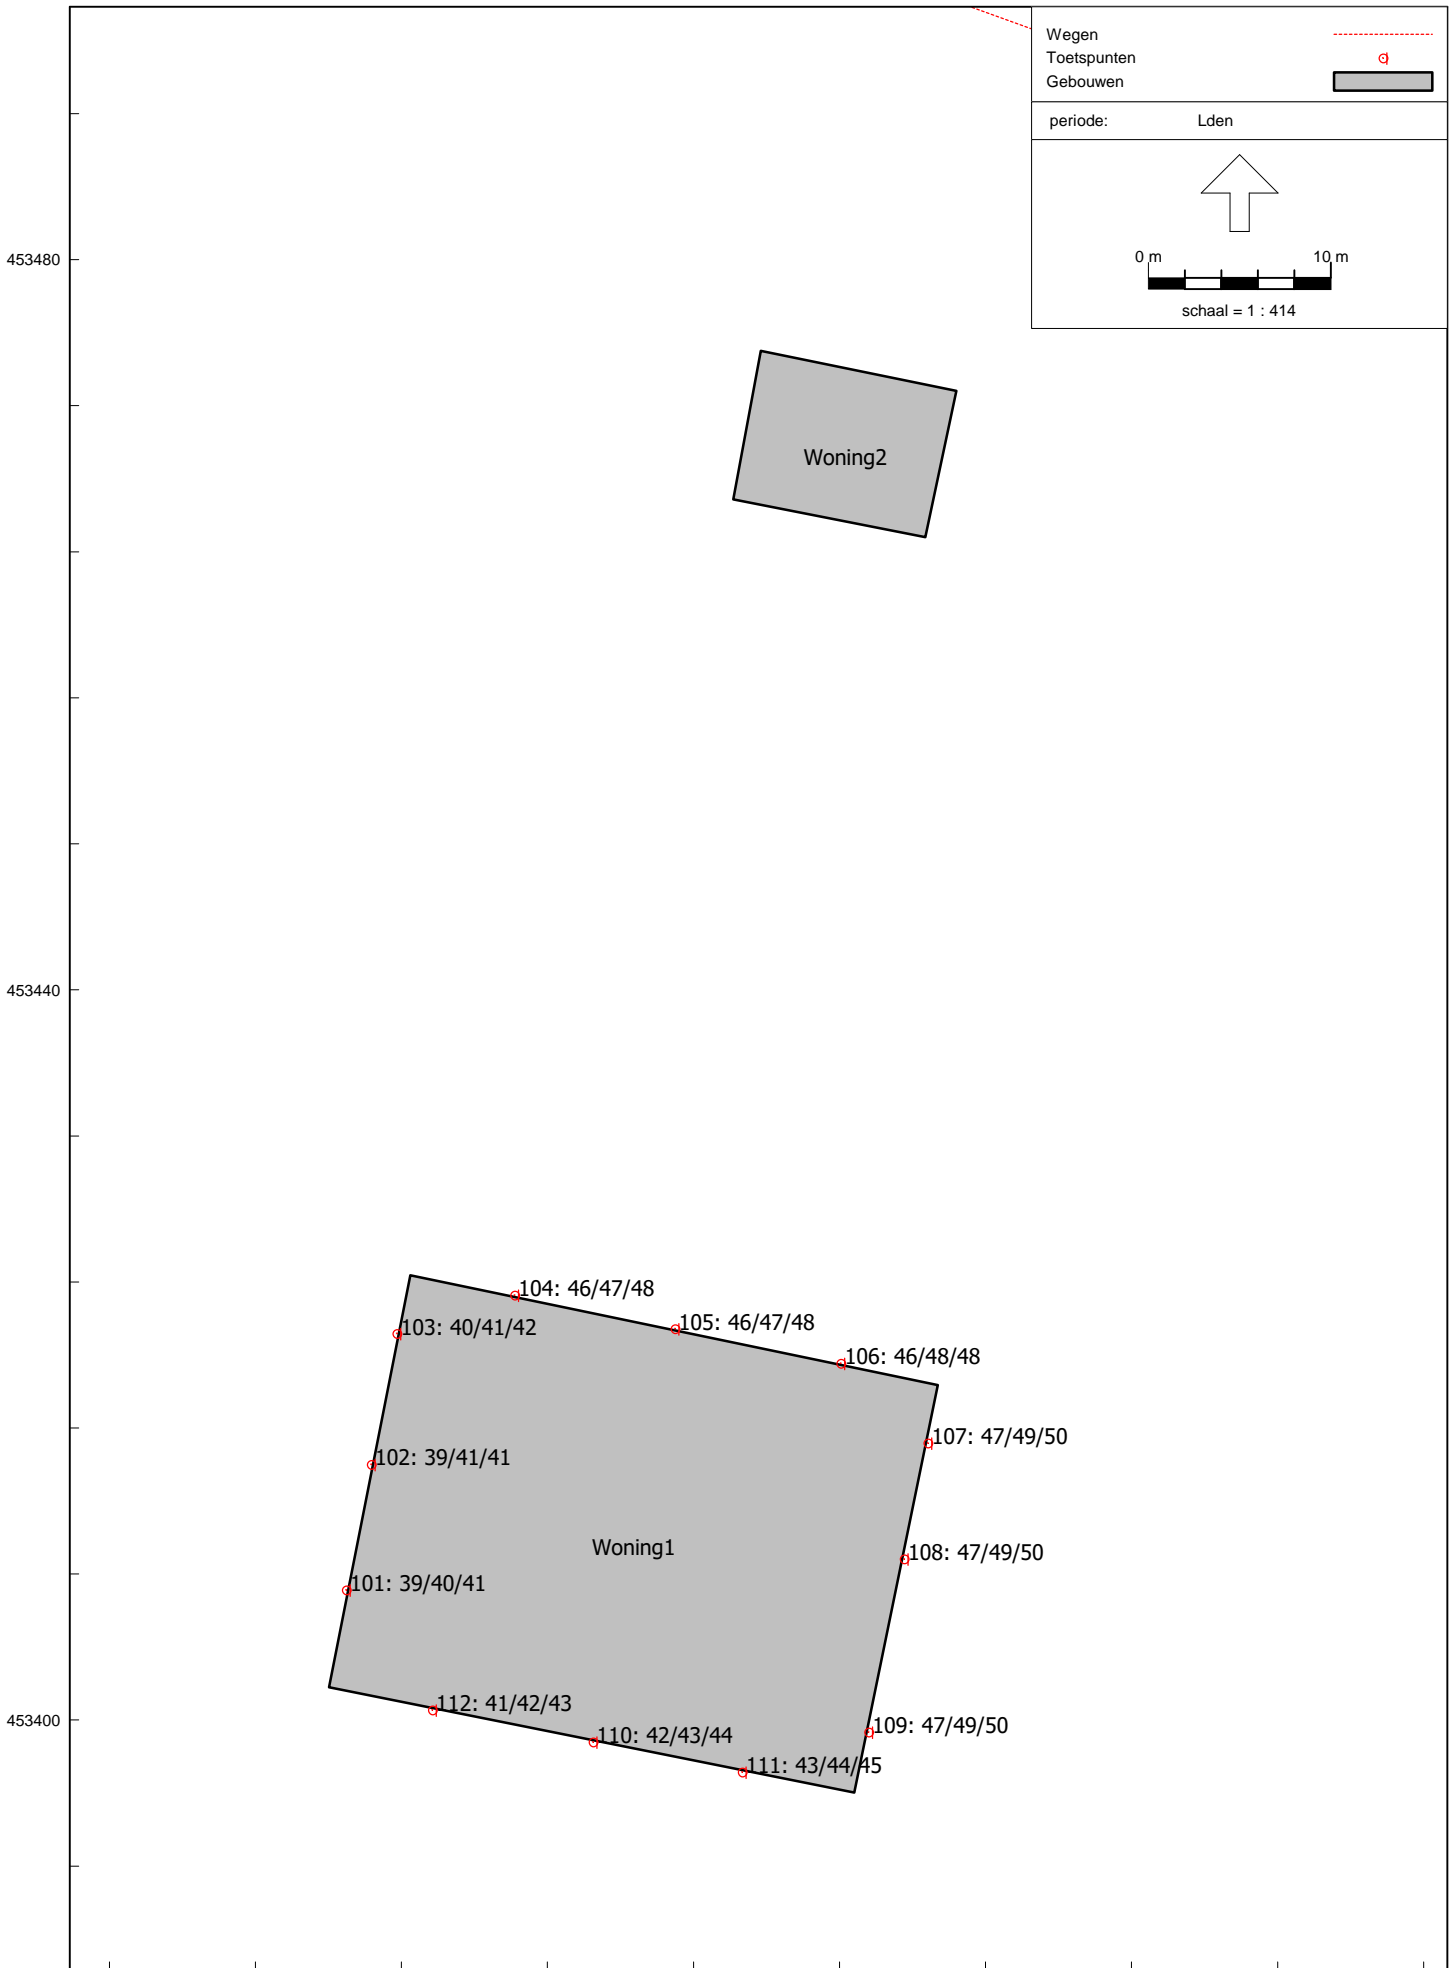 Wegen
Toetspunten
Gebouwen
periode: Lden
0 m 10 m
schaal = 1 : 414
453480
Woning2
453440
104: 46/47/48
103: 40/41/42
105: 46/47/48
106: 46/48/48
107: 47/49/50
102: 39/41/41
Woning1
108: 47/49/50
101: 39/40/41
112: 41/42/43
453400
109: 47/49/50
110: 42/43/44
111: 43/44/45